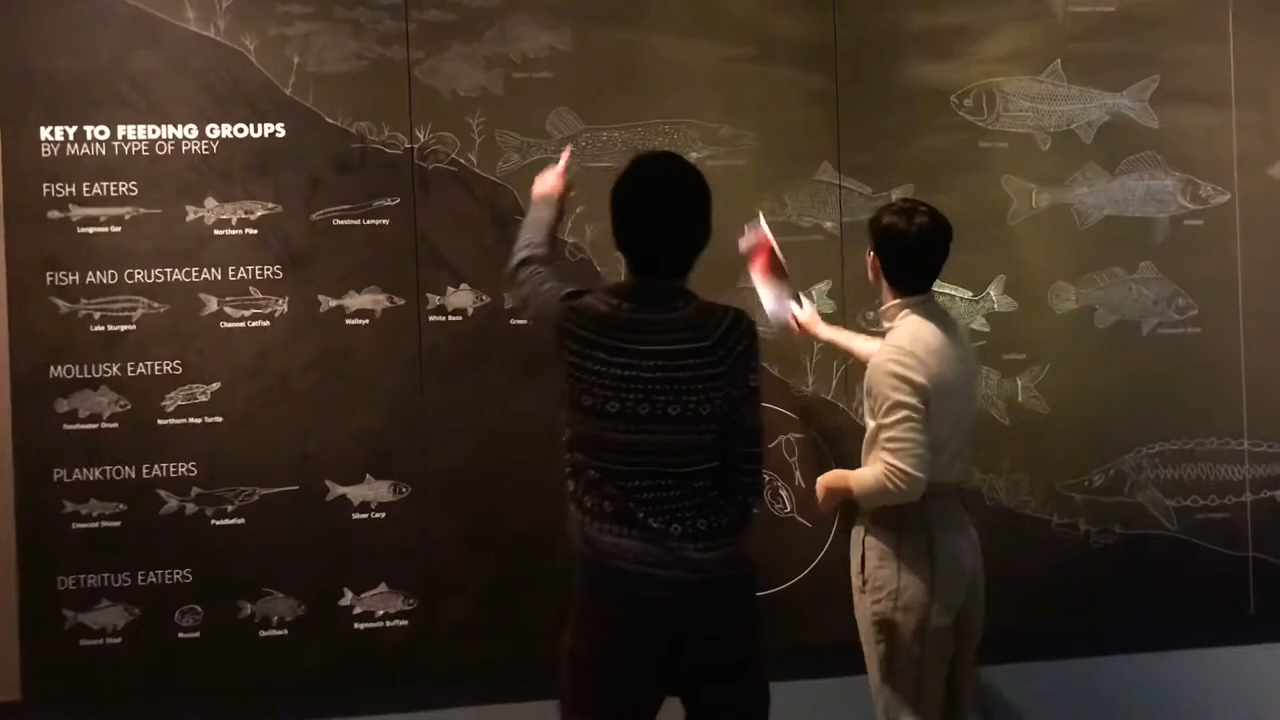 KEY TO FEEDING GROUPS
BY MAIN TYPE OF PREY
FISH EATERS
Longnose Gar
Northern Pike
Chestnut Lamprey
FISH AND CRUSTACEAN EATERS
Lake Sturgeon
Channel Catfish
Walleye
White Bass
MOLLUSK EATERS
Freshwater Drum
Northern Map Turtle
PLANKTON EATERS
Emerald Shiner
Paddlefish
Silver Carp
DETRITUS EATERS
Gizzard Shad
Mussel
Quillback
Bigmouth Buffalo